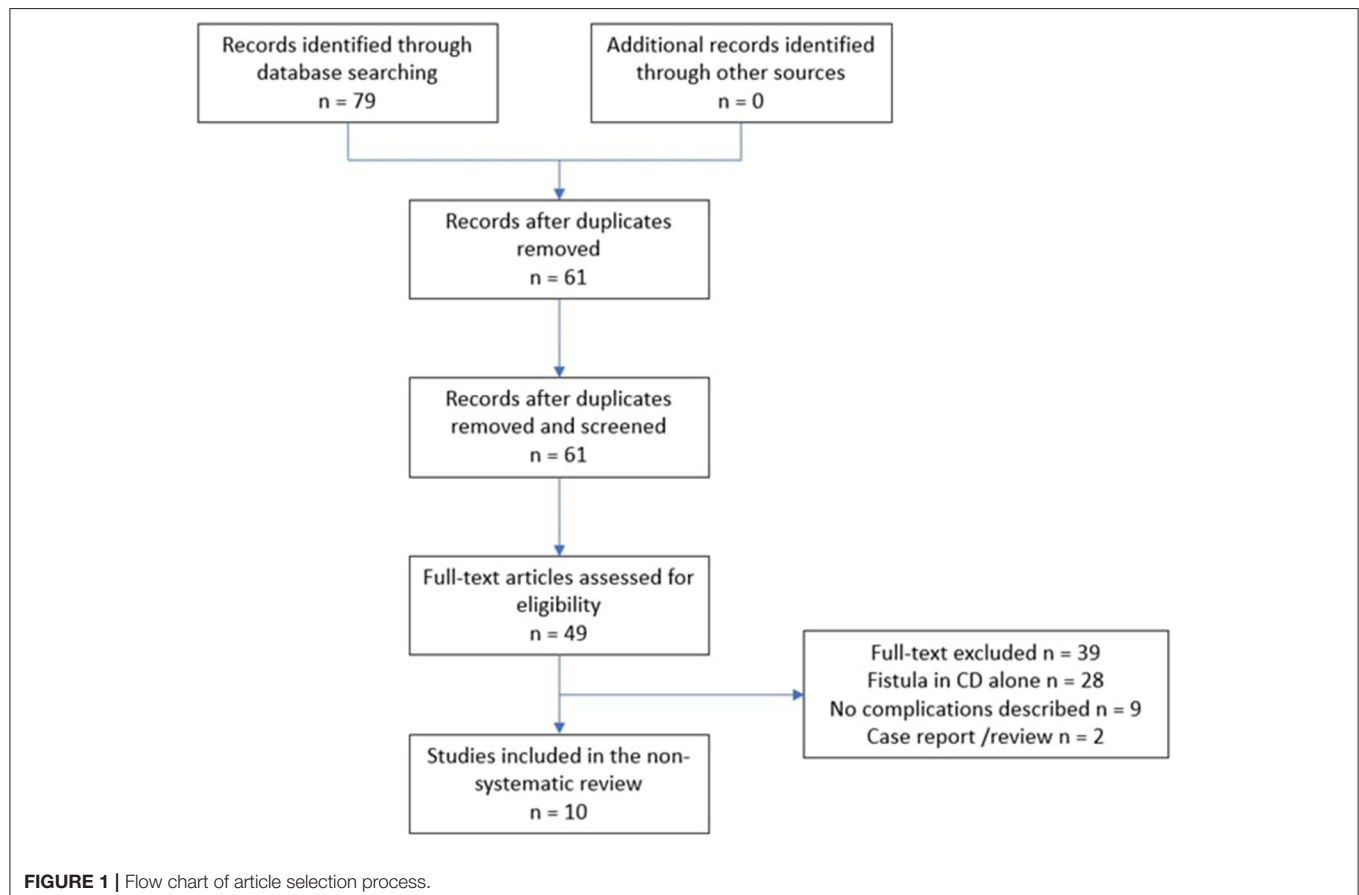 Records identified through
database searching
n = 79
Additional records identified
through other sources
n = 0
Records after duplicates
removed
n = 61
Records after duplicates
removed and screened
n = 61
Full-text articles assessed for
eligibility
n = 49
Full-text excluded n = 39
Fistula in CD alone n = 28
No complications described n = 9
Case report /review n = 2
Studies included in the non-
systematic review
n = 10
FIGURE 1 | Flow chart of article selection process.